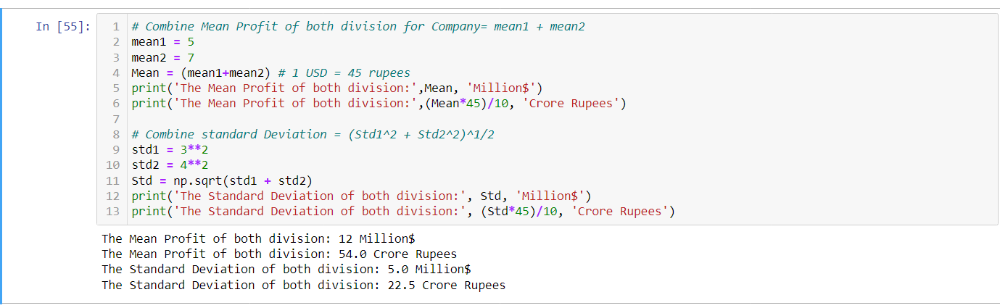 In [55]:
1 # Combine Mean Profit of both division for Company= mean1 + mean2
2 mean1 = 5
3 mean2 = 7
4 Mean = (mean1+mean2) # 1 USD = 45 rupees
5 print('The Mean Profit of both division:',Mean, 'Million$')
6 print('The Mean Profit of both division:',(Mean*45)/10, 'Crore Rupees')
7
8 # Combine standard Deviation = (Std1^2 + Std2^2)^1/2
9 std1 = 3**2
10 std2 = 4**2
11 Std = np.sqrt(std1 + std2)
12 print('The Standard Deviation of both division:', Std, 'Million$')
13 print('The Standard Deviation of both division:', (Std*45)/10, 'Crore Rupees')
The Mean Profit of both division: 12 Million$
The Mean Profit of both division: 54.0 Crore Rupees
The Standard Deviation of both division: 5.0 Million$
The Standard Deviation of both division: 22.5 Crore Rupees